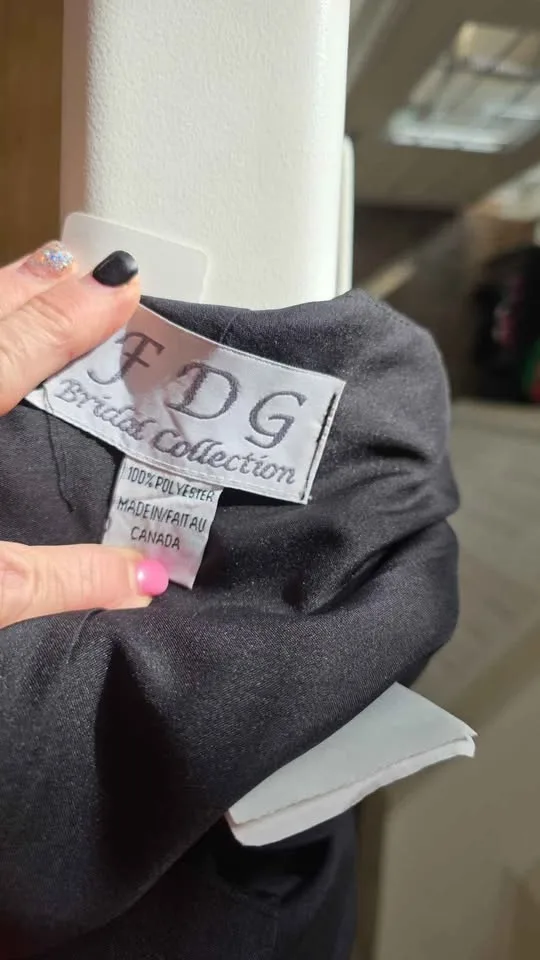 FDG
Bridal Collection
100% POLYESTER
MADE IN/FAIT AU
CANADA